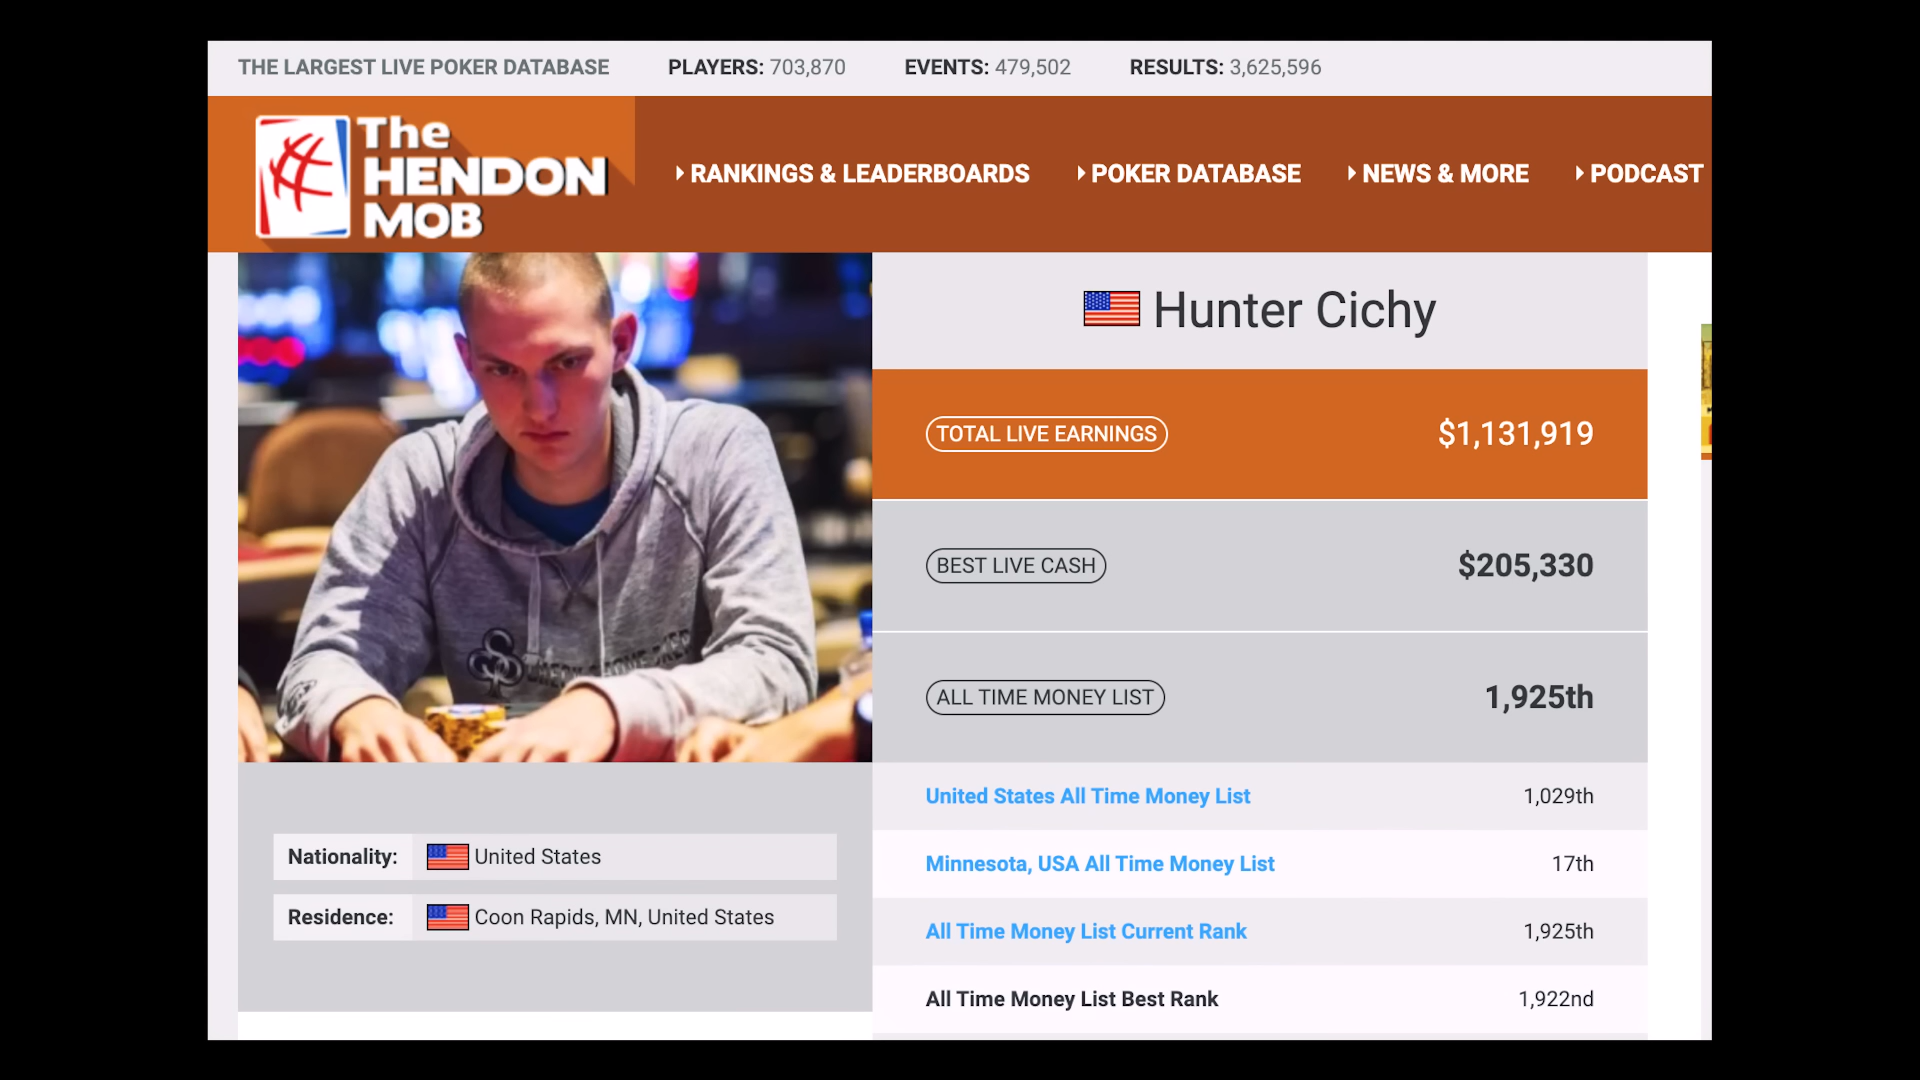 THE LARGEST LIVE POKER DATABASE PLAYERS: 703,870 EVENTS: 479,502 RESULTS: 3,625,596
The
HENDON
MOB
RANKINGS & LEADERBOARDS POKER DATABASE NEWS & MORE PODCAST
Hunter Cichy
TOTAL LIVE EARNINGS $1,131,919
BEST LIVE CASH $205,330
ALL TIME MONEY LIST 1,925th
United States All Time Money List 1,029th
Minnesota, USA All Time Money List 17th
All Time Money List Current Rank 1,925th
All Time Money List Best Rank 1,922nd
Nationality: United States
Residence: Coon Rapids, MN, United States